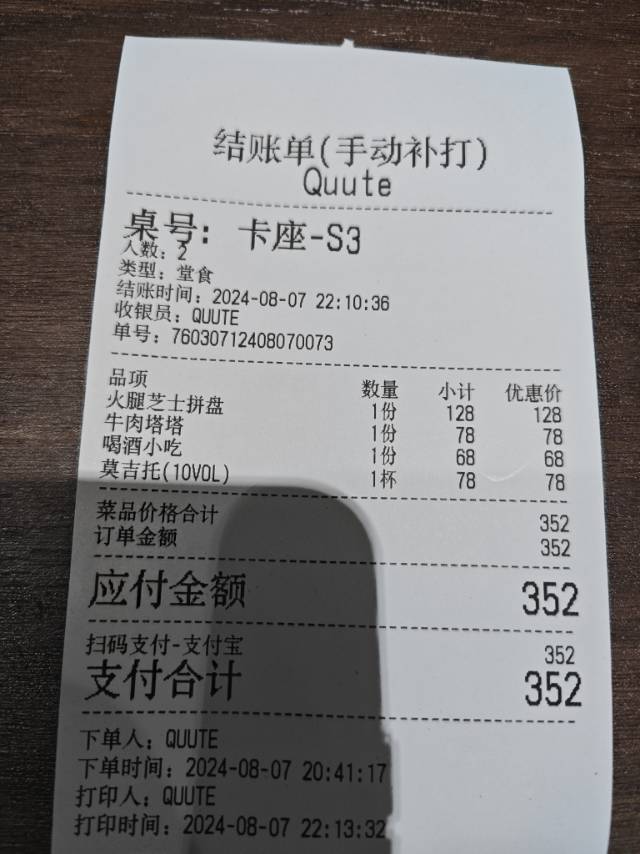 结账单(手动补打)
Quute
桌号: 卡座-S3
人数: 2
类型: 堂食
结账时间: 2024-08-07 22:10:36
收银员: QUUTE
单号: 76030712408070073
品项 数量 小计 优惠价
火腿芝士拼盘 1份 128 128
牛肉塔塔 1份 78 78
喝酒小吃 1份 68 68
莫吉托(10VOL) 1杯 78 78
菜品价格合计 352
订单金额 352
应付金额 352
扫码支付-支付宝 352
支付合计 352
下单人: QUUTE
下单时间: 2024-08-07 20:41:17
打印人: QUUTE
打印时间: 2024-08-07 22:13:32